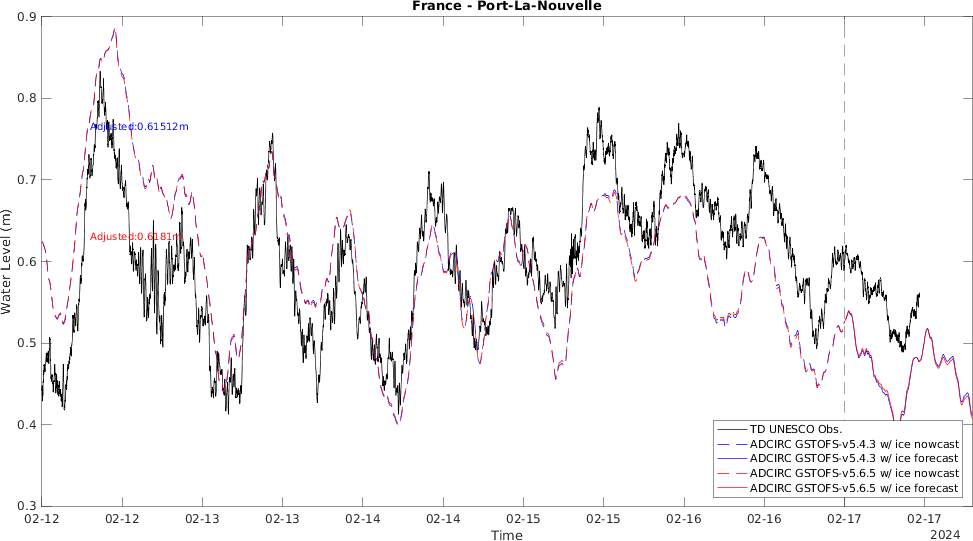 France - Port-La-Nouvelle
0.9
0.8
0.7
0.6
0.5
0.4
0.3
Water Level (m)
Adjusted:0.61512m
Adjusted:0.6181m
TD UNESCO Obs.
ADCIRC GSTOFS-v5.4.3 w/ ice nowcast
ADCIRC GSTOFS-v5.4.3 w/ ice forecast
ADCIRC GSTOFS-v5.6.5 w/ ice nowcast
ADCIRC GSTOFS-v5.6.5 w/ ice forecast
02-12 02-12 02-13 02-13 02-14 02-14 02-15 02-15 02-16 02-16 02-17 02-17
2024
Time